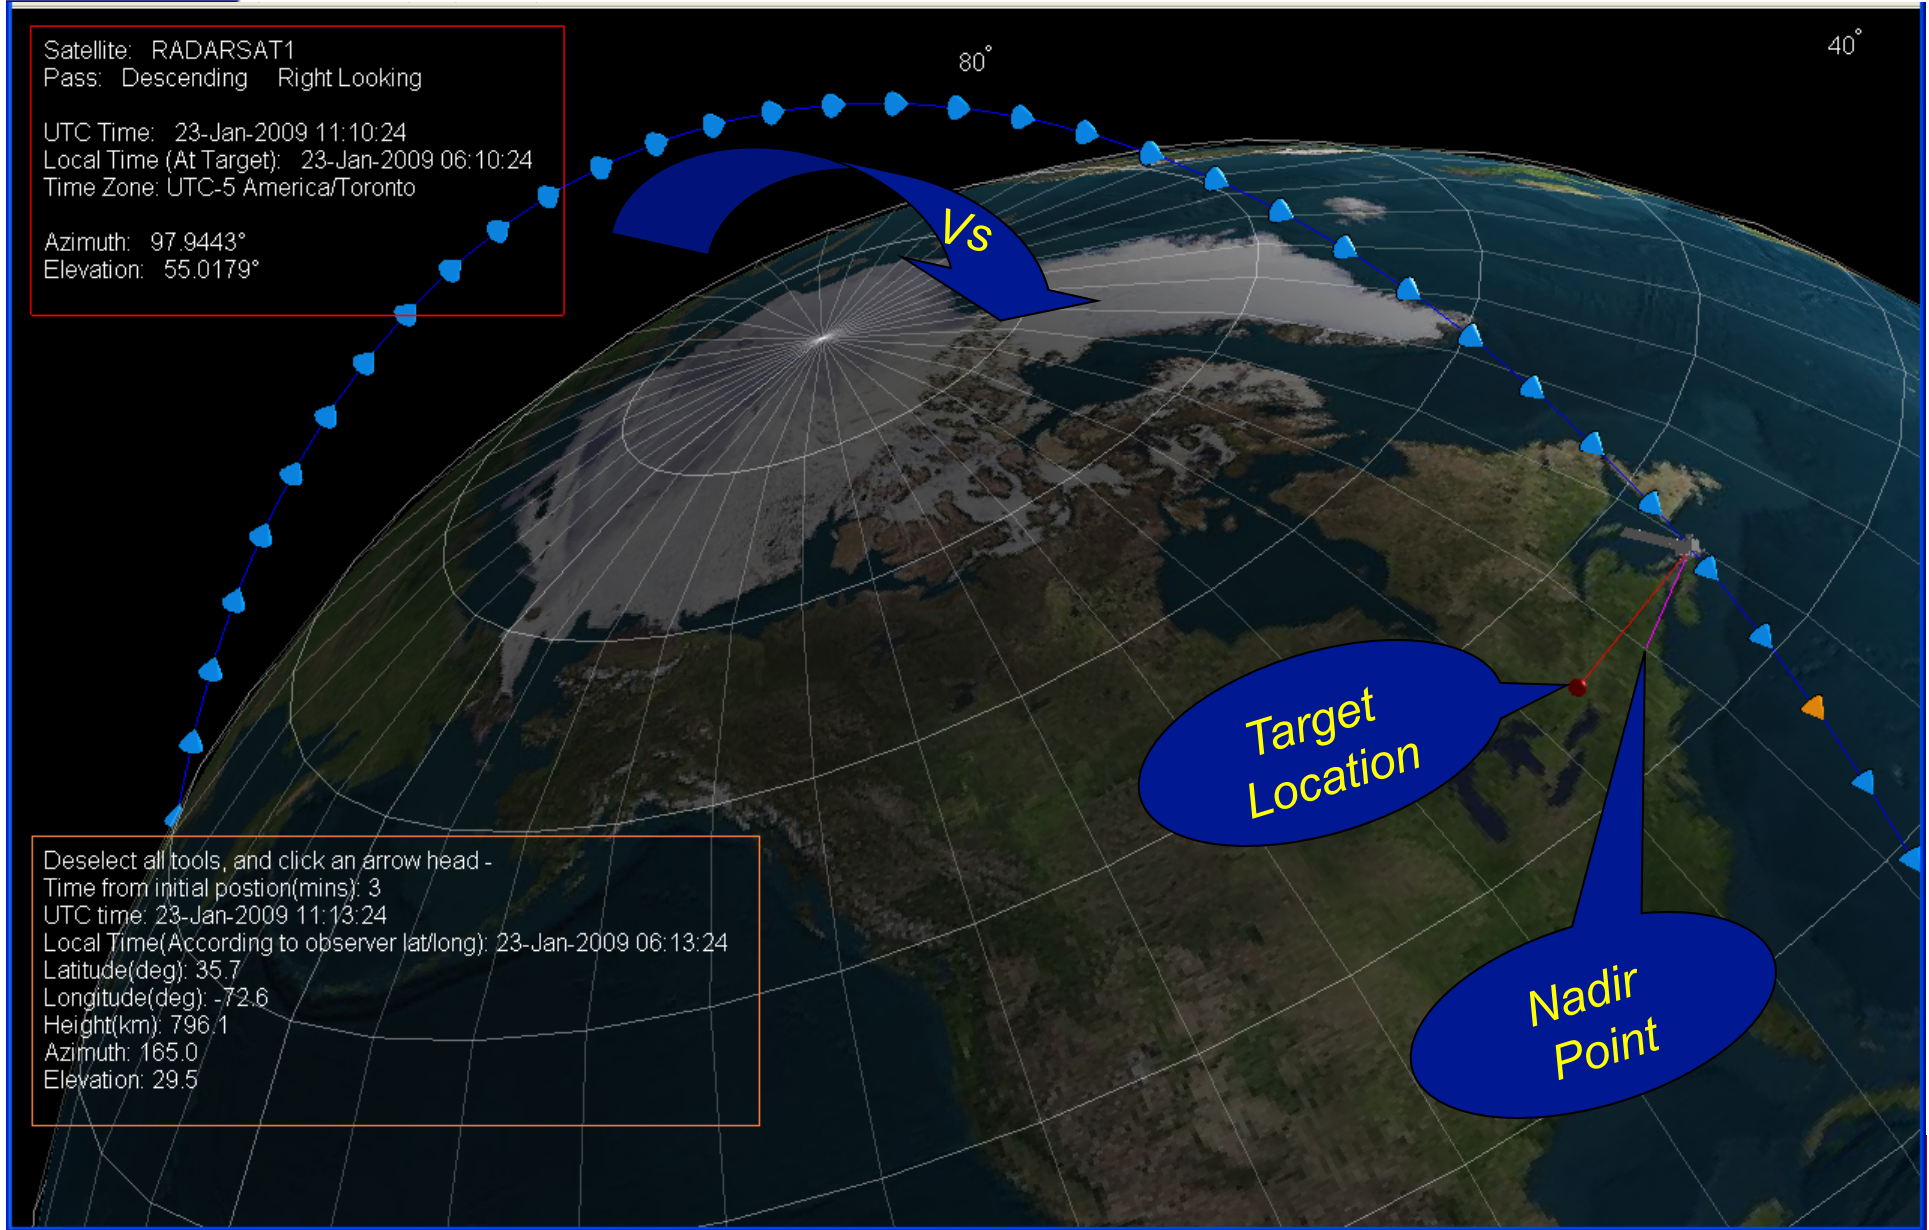 80°
40°
Satellite: RADARSAT1
Pass: Descending Right Looking
UTC Time: 23-Jan-2009 11:10:24
Local Time (At Target): 23-Jan-2009 06:10:24
Time Zone: UTC-5 America/Toronto
Azimuth: 97.9443°
Elevation: 55.0179°
Vs
Target
Location
Nadir
Point
Deselect all tools, and click an arrow head -
Time from initial postion(mins): 3
UTC time: 23-Jan-2009 11:13:24
Local Time(According to observer lat/long): 23-Jan-2009 06:13:24
Latitude(deg): 35.7
Longitude(deg): -72.6
Height(km): 796.1
Azimuth: 165.0
Elevation: 29.5